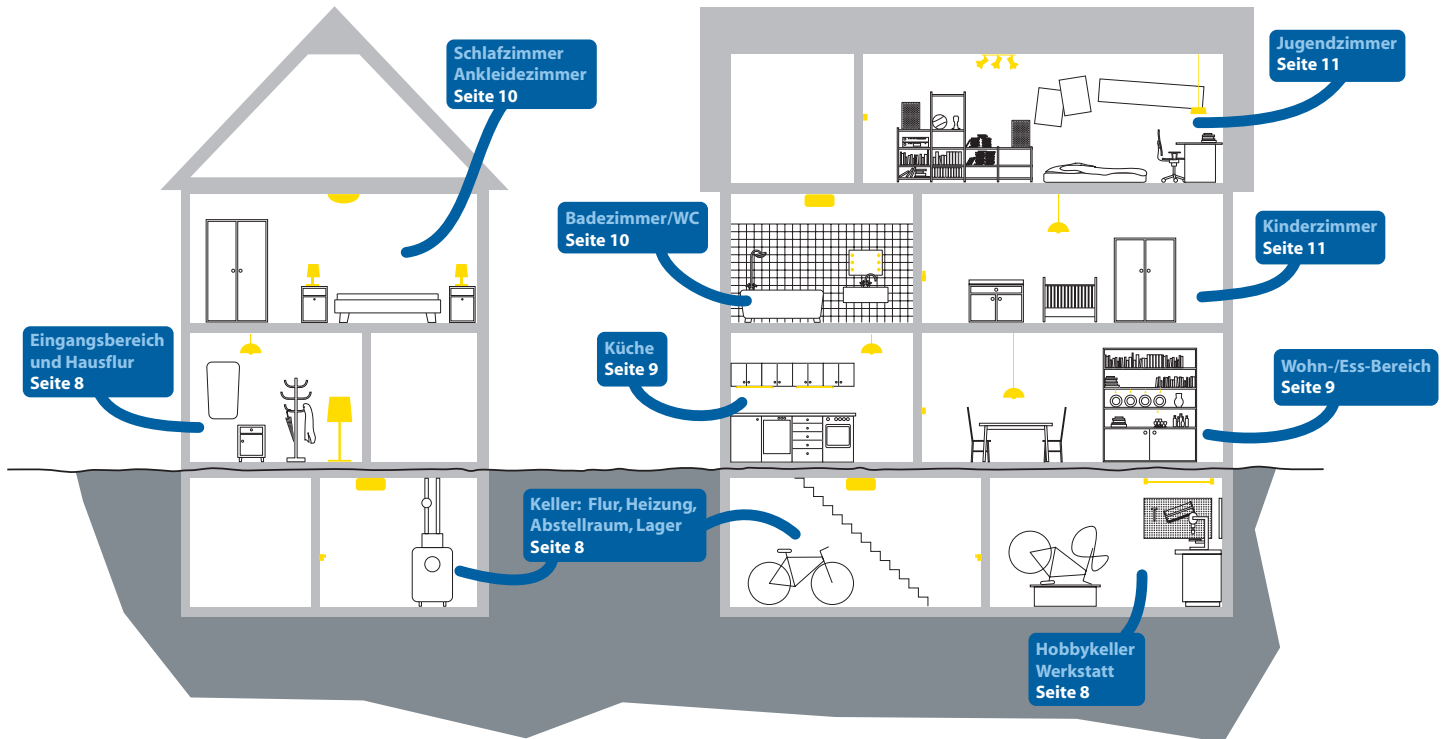 Schlafzimmer
Ankleidezimmer
Seite 10
Jugendzimmer
Seite 11
Badezimmer/WC
Seite 10
Kinderzimmer
Seite 11
Eingangsbereich
und Hausflur
Seite 8
Küche
Seite 9
Wohn-/Ess-Bereich
Seite 9
Keller: Flur, Heizung,
Abstellraum, Lager
Seite 8
Hobbykeller
Werkstatt
Seite 8